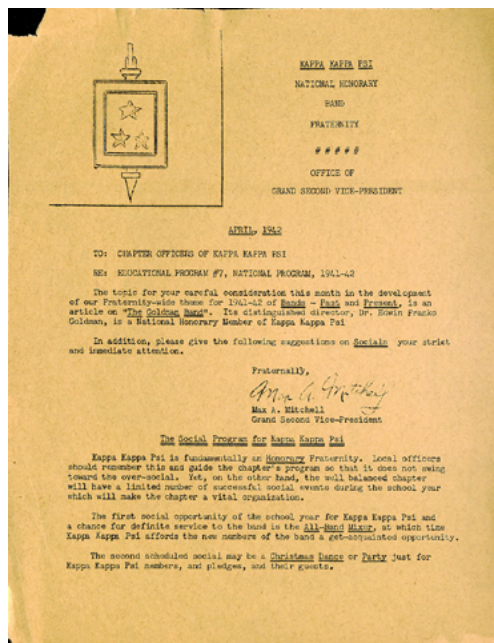 KAPPA KAPPA PSI
NATIONAL HONORARY
BAND
FRATERNITY
# # # # #
OFFICE OF
GRAND SECOND VICE-PRESIDENT
APRIL, 1942
TO: CHAPTER OFFICERS OF KAPPA KAPPA PSI
RE: EDUCATIONAL PROGRAM #7, NATIONAL PROGRAM, 1941-42
The topic for your careful consideration this month in the development
of our Fraternity-wide theme for 1941-42 of Bands - Past and Present, is an
article on "The Goldman Band". Its distinguished director, Dr. Edwin Franko
Goldman, is a National Honorary Member of Kappa Kappa Psi
In addition, please give the following suggestions on Socials your strict
and immediate attention.
Fraternally,
Max A. Mitchell
Max A. Mitchell
Grand Second Vice-President
The Social Program for Kappa Kappa Psi
Kappa Kappa Psi is fundamentally an Honorary Fraternity. Local officers
should remember this and guide the chapter's program so that it does not swing
toward the over-social. Yet, on the other hand, the well balanced chapter
will have a limited number of successful social events during the school year
which will make the chapter a vital organization.
The first social opportunity of the school year for Kappa Kappa Psi and
a chance for definite service to the band is the All-Band Mixer, at which time
Kappa Kappa Psi affords the new members of the band a get-acquainted opportunity.
The second scheduled social may be a Christmas Dance or Party just for
Kappa Kappa Psi members, and pledges, and their guests.